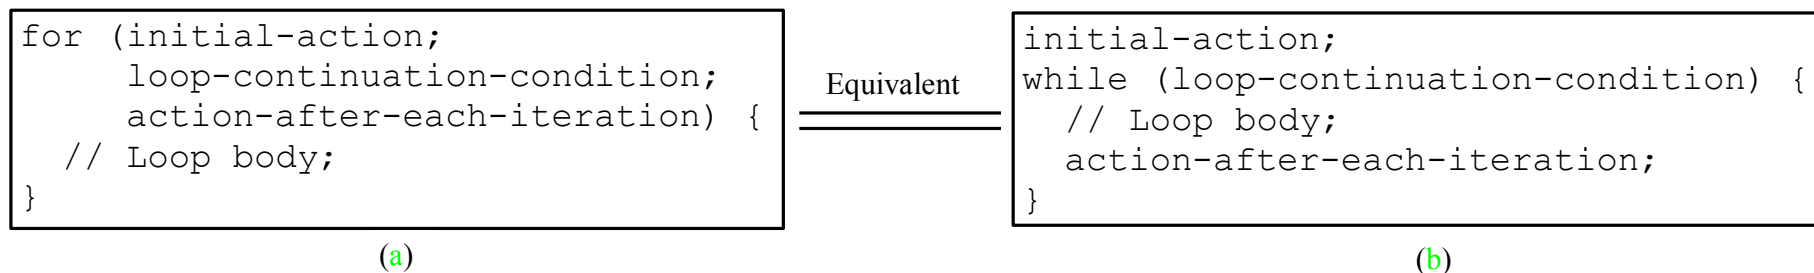 for (initial-action;
     loop-continuation-condition;
     action-after-each-iteration) {
  // Loop body;
}
(a)
Equivalent
initial-action;
while (loop-continuation-condition) {
  // Loop body;
  action-after-each-iteration;
}
(b)